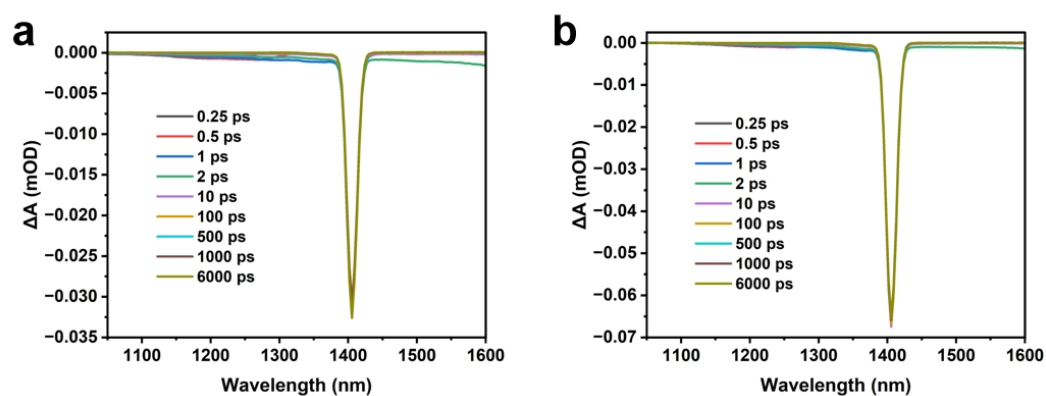 a
0.000
−0.005
−0.010
−0.015
−0.020
−0.025
−0.030
−0.035
ΔA (mOD)
0.25 ps
0.5 ps
1 ps
2 ps
10 ps
100 ps
500 ps
1000 ps
6000 ps
1100 1200 1300 1400 1500 1600
Wavelength (nm)
b
0.00
−0.01
−0.02
−0.03
−0.04
−0.05
−0.06
−0.07
ΔA (mOD)
0.25 ps
0.5 ps
1 ps
2 ps
10 ps
100 ps
500 ps
1000 ps
6000 ps
1100 1200 1300 1400 1500 1600
Wavelength (nm)